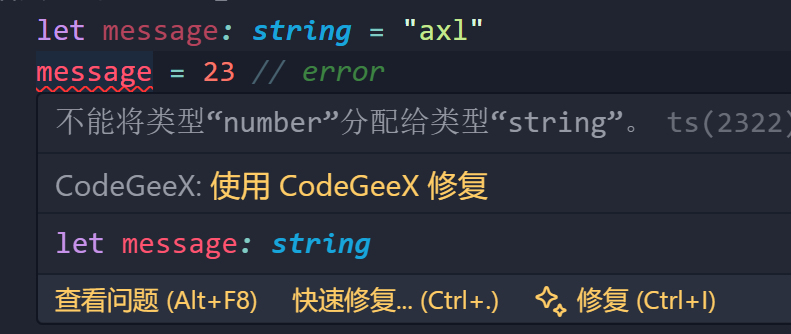 let message: string = "axl"
message = 23 // error
不能将类型“number”分配给类型“string”。 ts(2322)
CodeGeeX: 使用 CodeGeeX 修复
let message: string
查看问题 (Alt+F8) 快速修复... (Ctrl+.) 修复 (Ctrl+I)